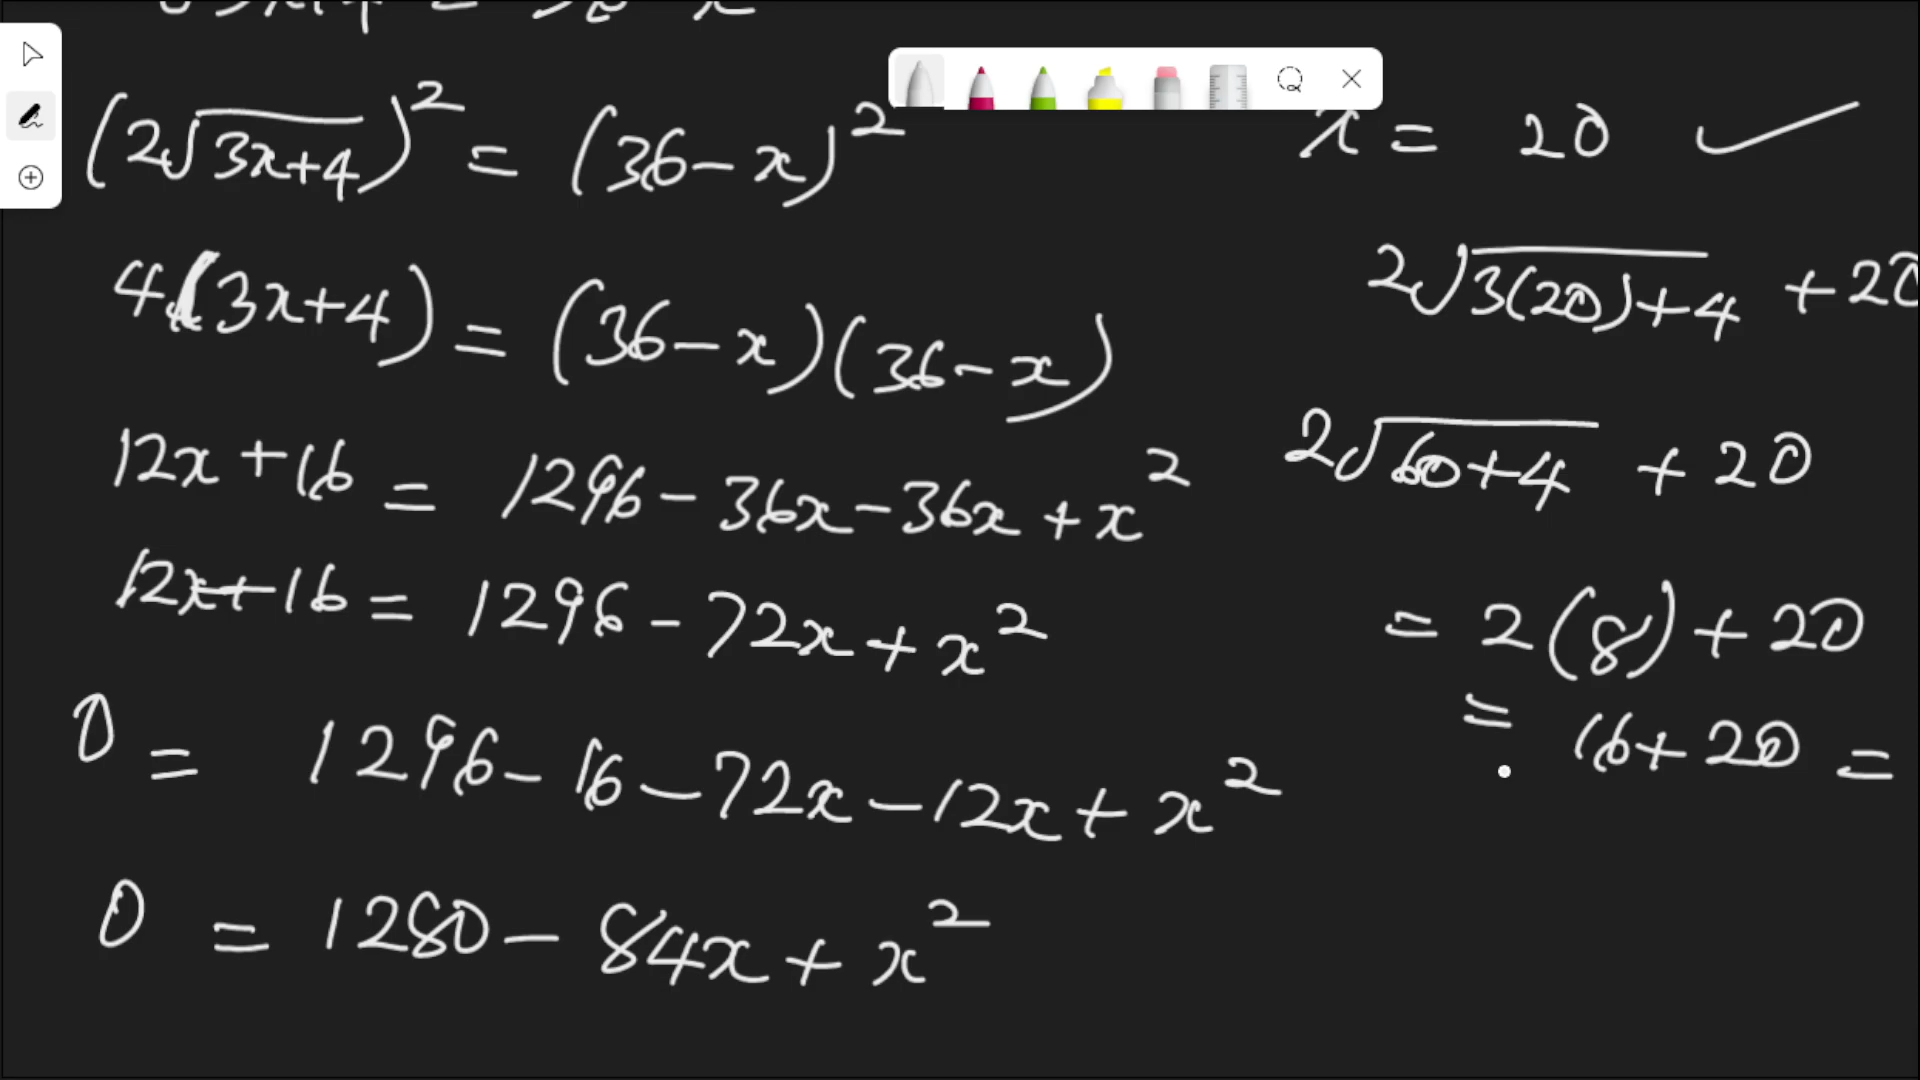 (2√3x+4)² = (36-x)²
4(3x+4) = (36-x)(36-x)
12x+16 = 1296-36x-36x+x²
12x+16 = 1296-72x+x²
0 = 1296-16-72x-12x+x²
0 = 1280-84x+x²
x = 20 ✓
2√3(20)+4 +20
2√60+4 +20
= 2(8)+20
= 16+20 =